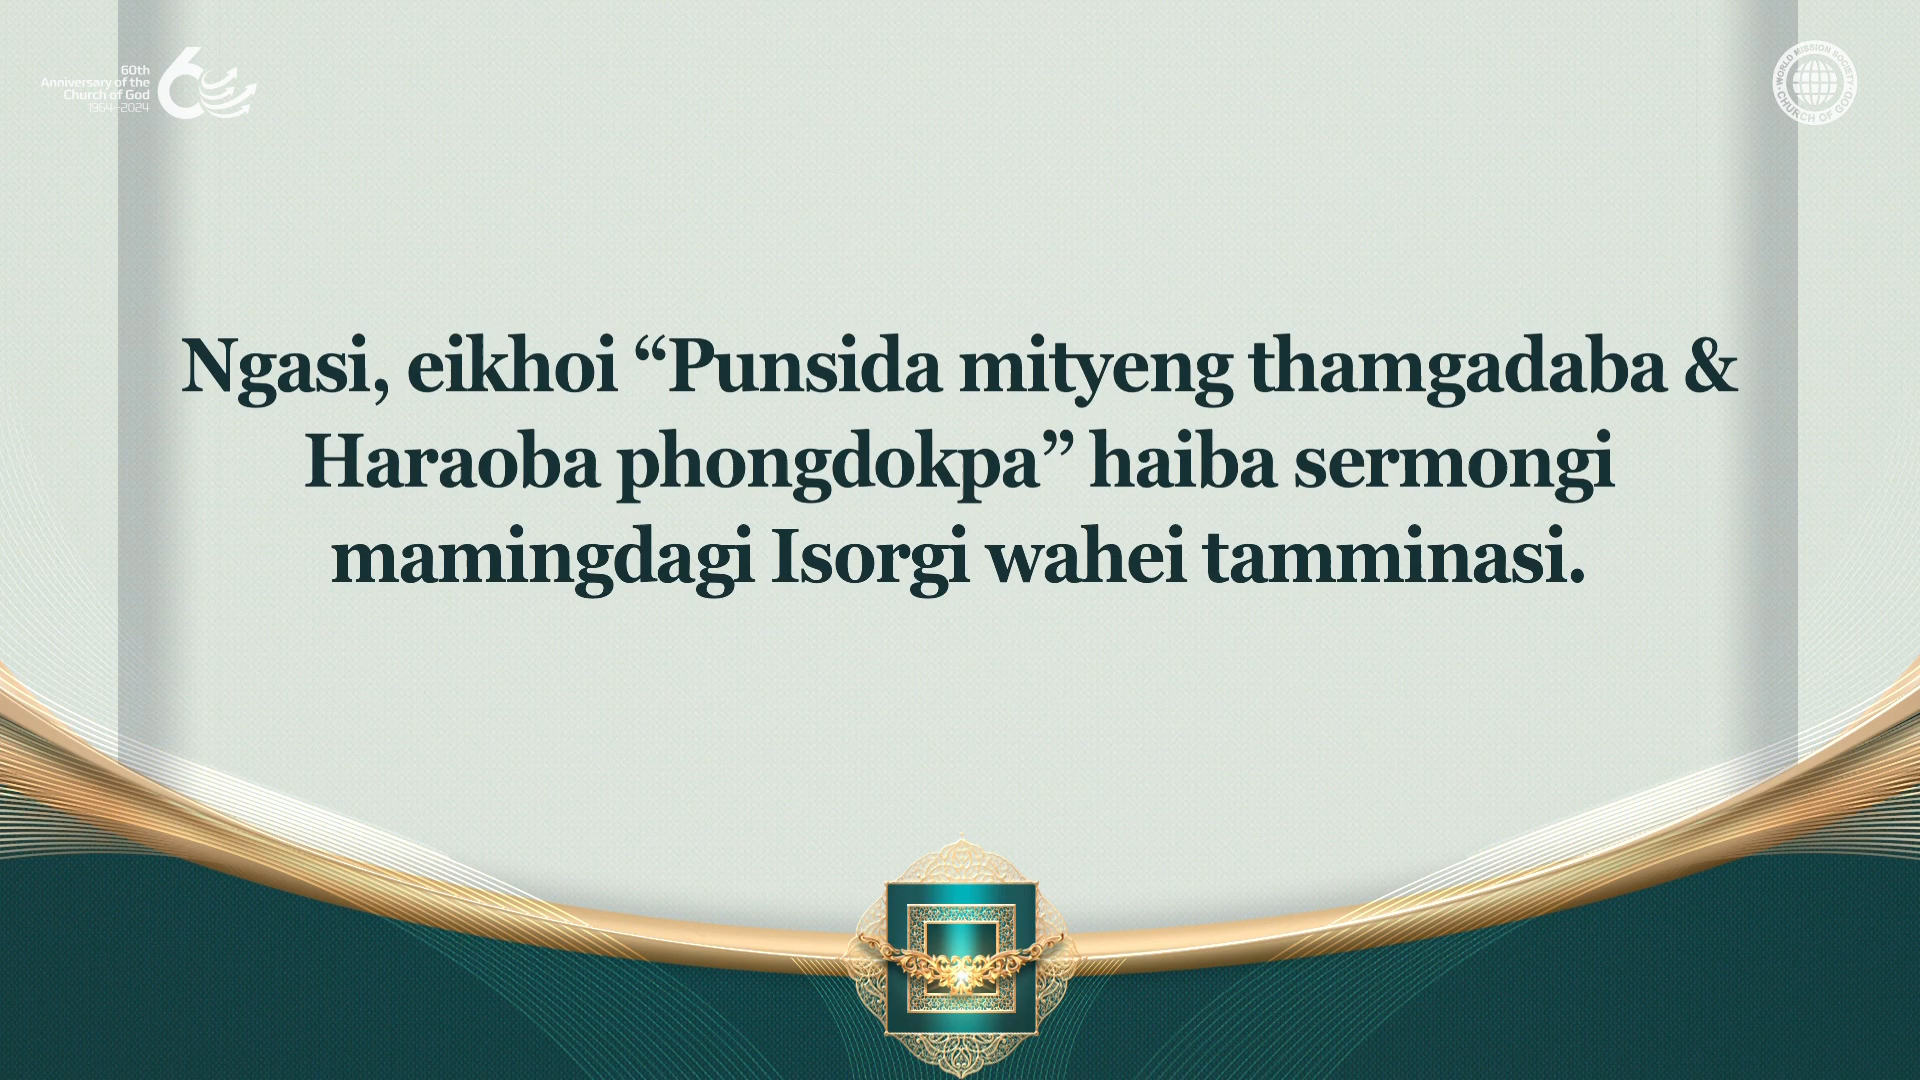 60th
Anniversary of the
Church of God
1964–2024
WORLD MISSION SOCIETY
CHURCH OF GOD
Ngasi, eikhoi “Punsida mityeng thamgadaba &
Haraoba phongdokpa” haiba sermongi
mamingdagi Isorgi wahei tamminasi.